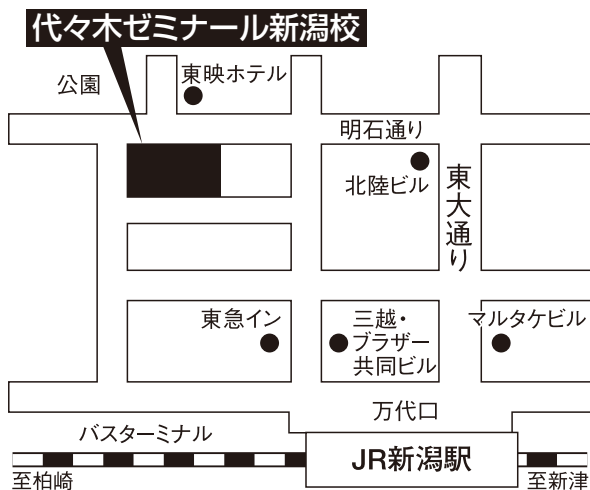 代々木ゼミナール新潟校
公園
東映ホテル
明石通り
北陸ビル
東大通り
東急イン
三越・
ブラザー
共同ビル
マルタケビル
万代口
バスターミナル
JR新潟駅
至柏崎
至新津